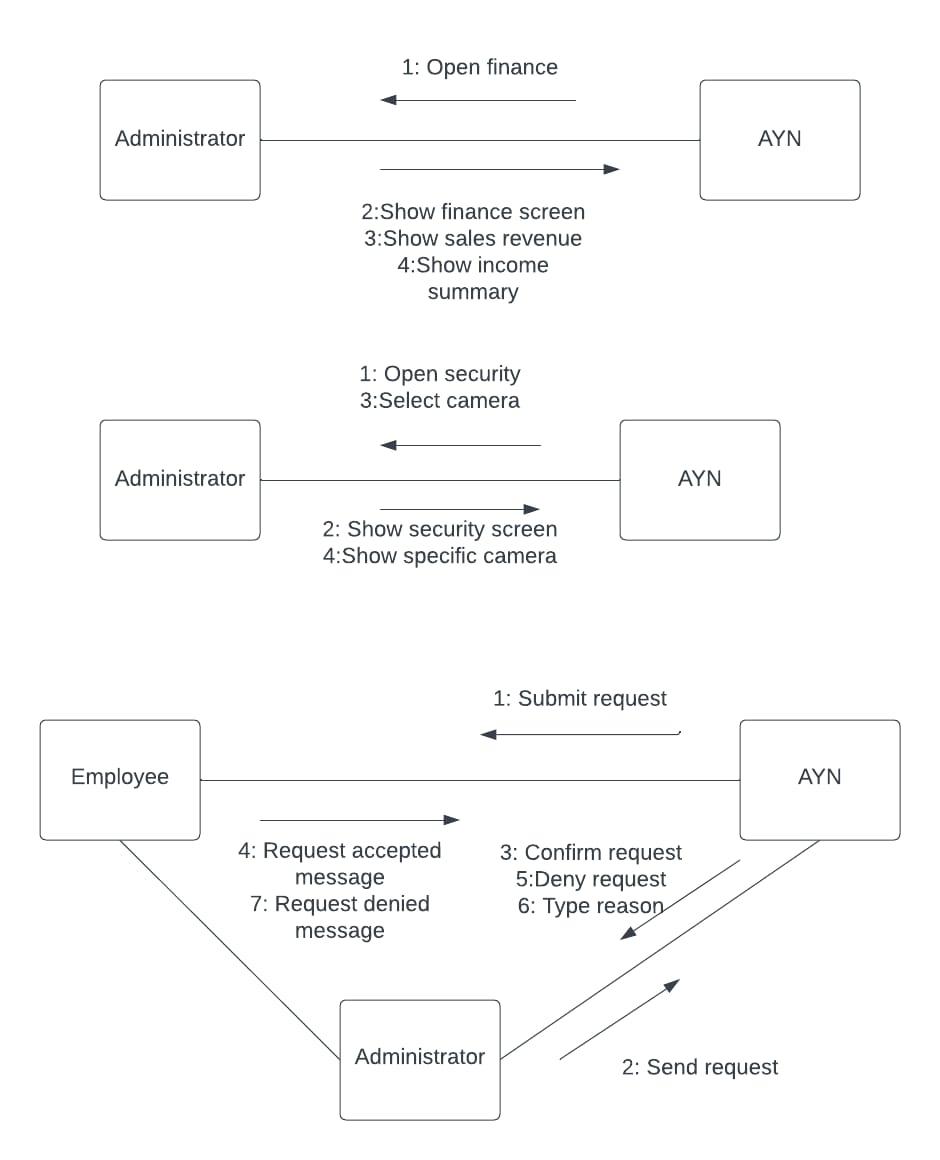 1: Open finance
Administrator
AYN
2:Show finance screen
3:Show sales revenue
4:Show income
summary
1: Open security
3:Select camera
Administrator
AYN
2: Show security screen
4:Show specific camera
1: Submit request
Employee
AYN
4: Request accepted
message
7: Request denied
message
3: Confirm request
5:Deny request
6: Type reason
Administrator
2: Send request